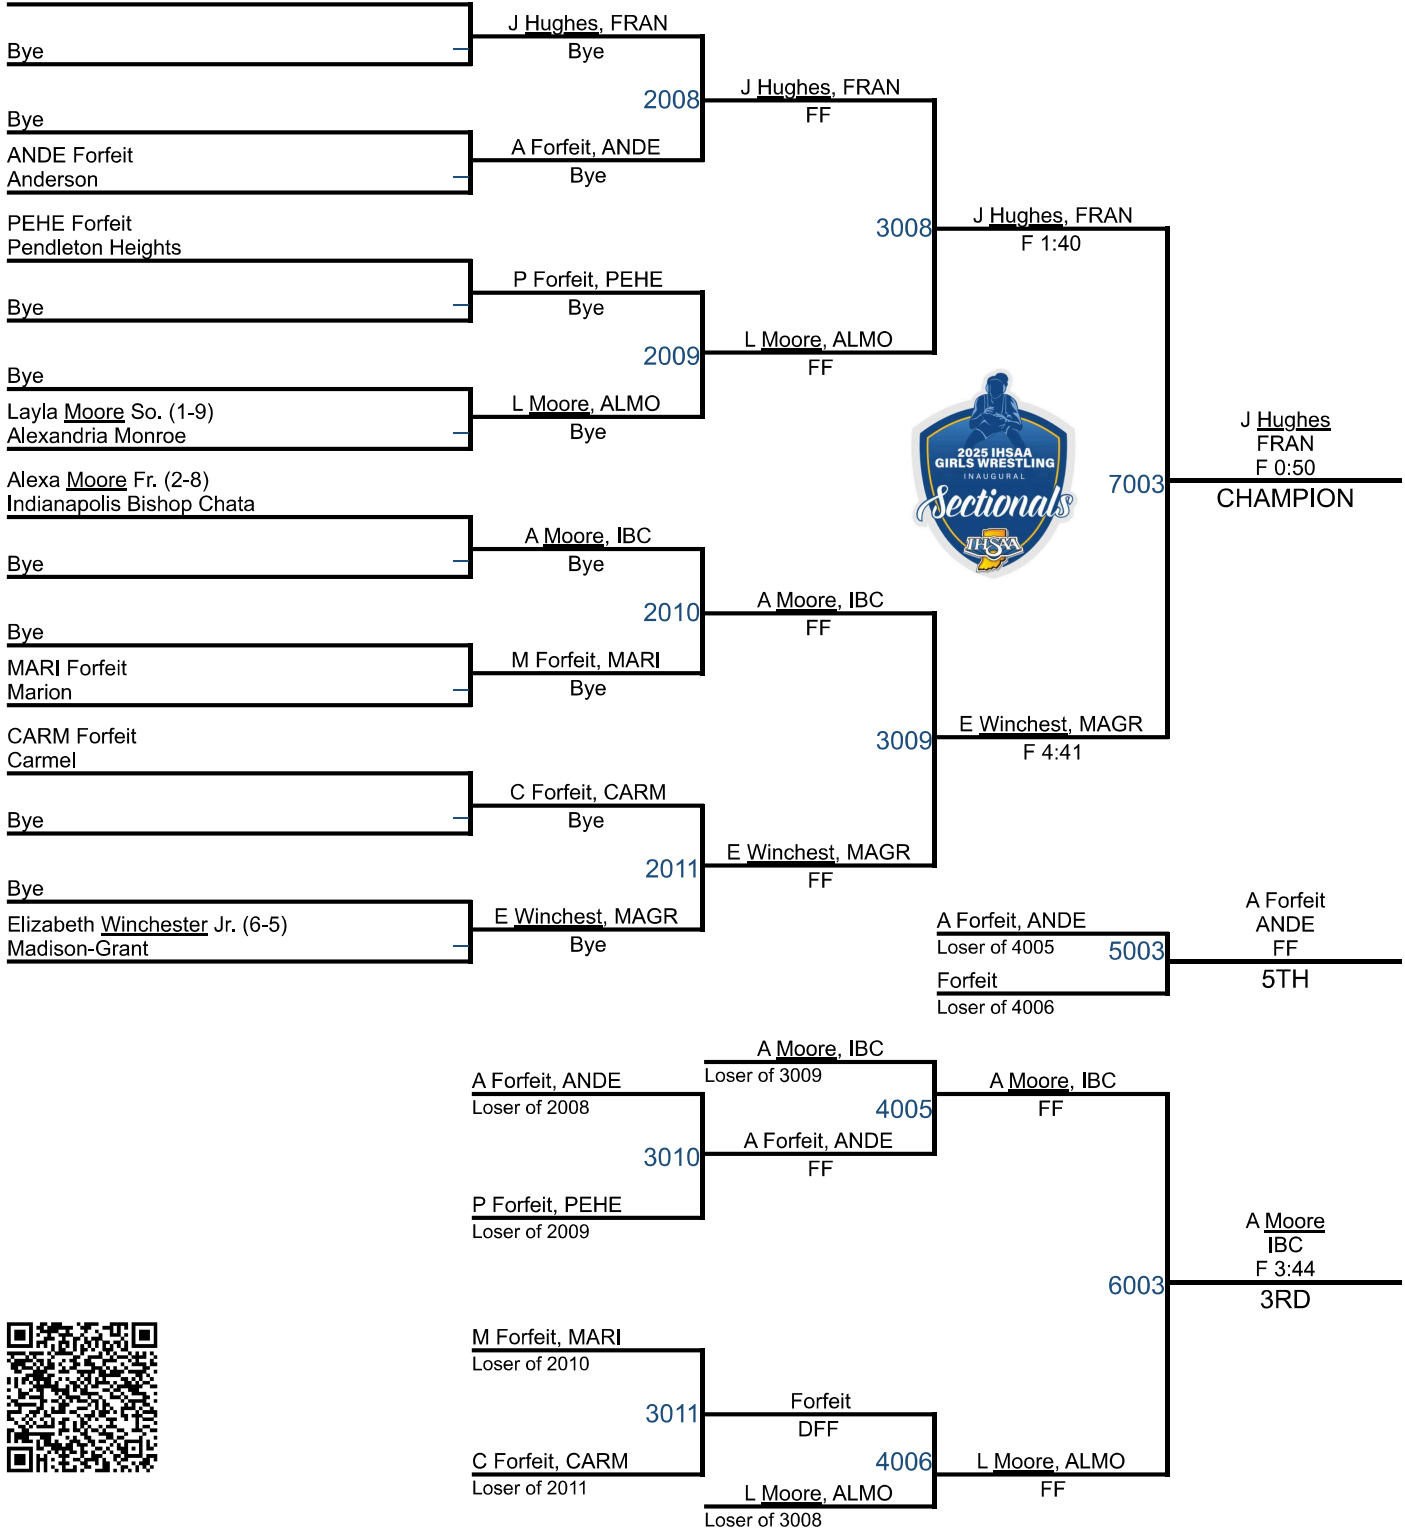 J Hughes, FRAN
Bye
Bye
2008
J Hughes, FRAN
FF
Bye
ANDE Forfeit
Anderson
A Forfeit, ANDE
Bye
3008
J Hughes, FRAN
F 1:40
PEHE Forfeit
Pendleton Heights
P Forfeit, PEHE
Bye
Bye
2009
L Moore, ALMO
FF
Bye
Layla Moore So. (1-9)
Alexandria Monroe
L Moore, ALMO
Bye
2025 IHSAA
GIRLS WRESTLING
INAUGURAL
Sectionals
IHSAA
7003
J Hughes
FRAN
F 0:50
CHAMPION
Alexa Moore Fr. (2-8)
Indianapolis Bishop Chata
A Moore, IBC
Bye
Bye
2010
A Moore, IBC
FF
Bye
MARI Forfeit
Marion
M Forfeit, MARI
Bye
3009
E Winchest, MAGR
F 4:41
CARM Forfeit
Carmel
C Forfeit, CARM
Bye
Bye
2011
E Winchest, MAGR
FF
Bye
Elizabeth Winchester Jr. (6-5)
Madison-Grant
E Winchest, MAGR
Bye
A Forfeit, ANDE
Loser of 4005
5003
Forfeit
Loser of 4006
A Forfeit
ANDE
FF
5TH
A Moore, IBC
Loser of 3009
A Forfeit, ANDE
Loser of 2008
4005
A Moore, IBC
FF
3010
A Forfeit, ANDE
FF
P Forfeit, PEHE
Loser of 2009
6003
A Moore
IBC
F 3:44
3RD
M Forfeit, MARI
Loser of 2010
3011
Forfeit
DFF
C Forfeit, CARM
Loser of 2011
4006
L Moore, ALMO
FF
L Moore, ALMO
Loser of 3008